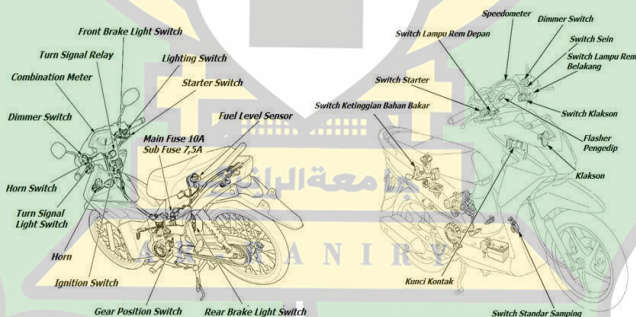 Front Brake Light Switch
Turn Signal Relay
Lighting Switch
Combination Meter
Starter Switch
Dimmer Switch
Fuel Level Sensor
Main Fuse 10A
Sub Fuse 7,5A
Horn Switch
Turn Signal
Light Switch
Horn
Ignition Switch
Gear Position Switch
Rear Brake Light Switch
Speedometer
Dimmer Switch
Switch Lampu Rem Depan
Switch Sein
Switch Lampu Rem
Belakang
Switch Starter
Switch Ketinggian Bahan Bakar
Switch Klakson
Flasher
Pengedip
Klakson
Kunci Kontak
Switch Standar Samping
جامعة الرانري
AR-RANIRY